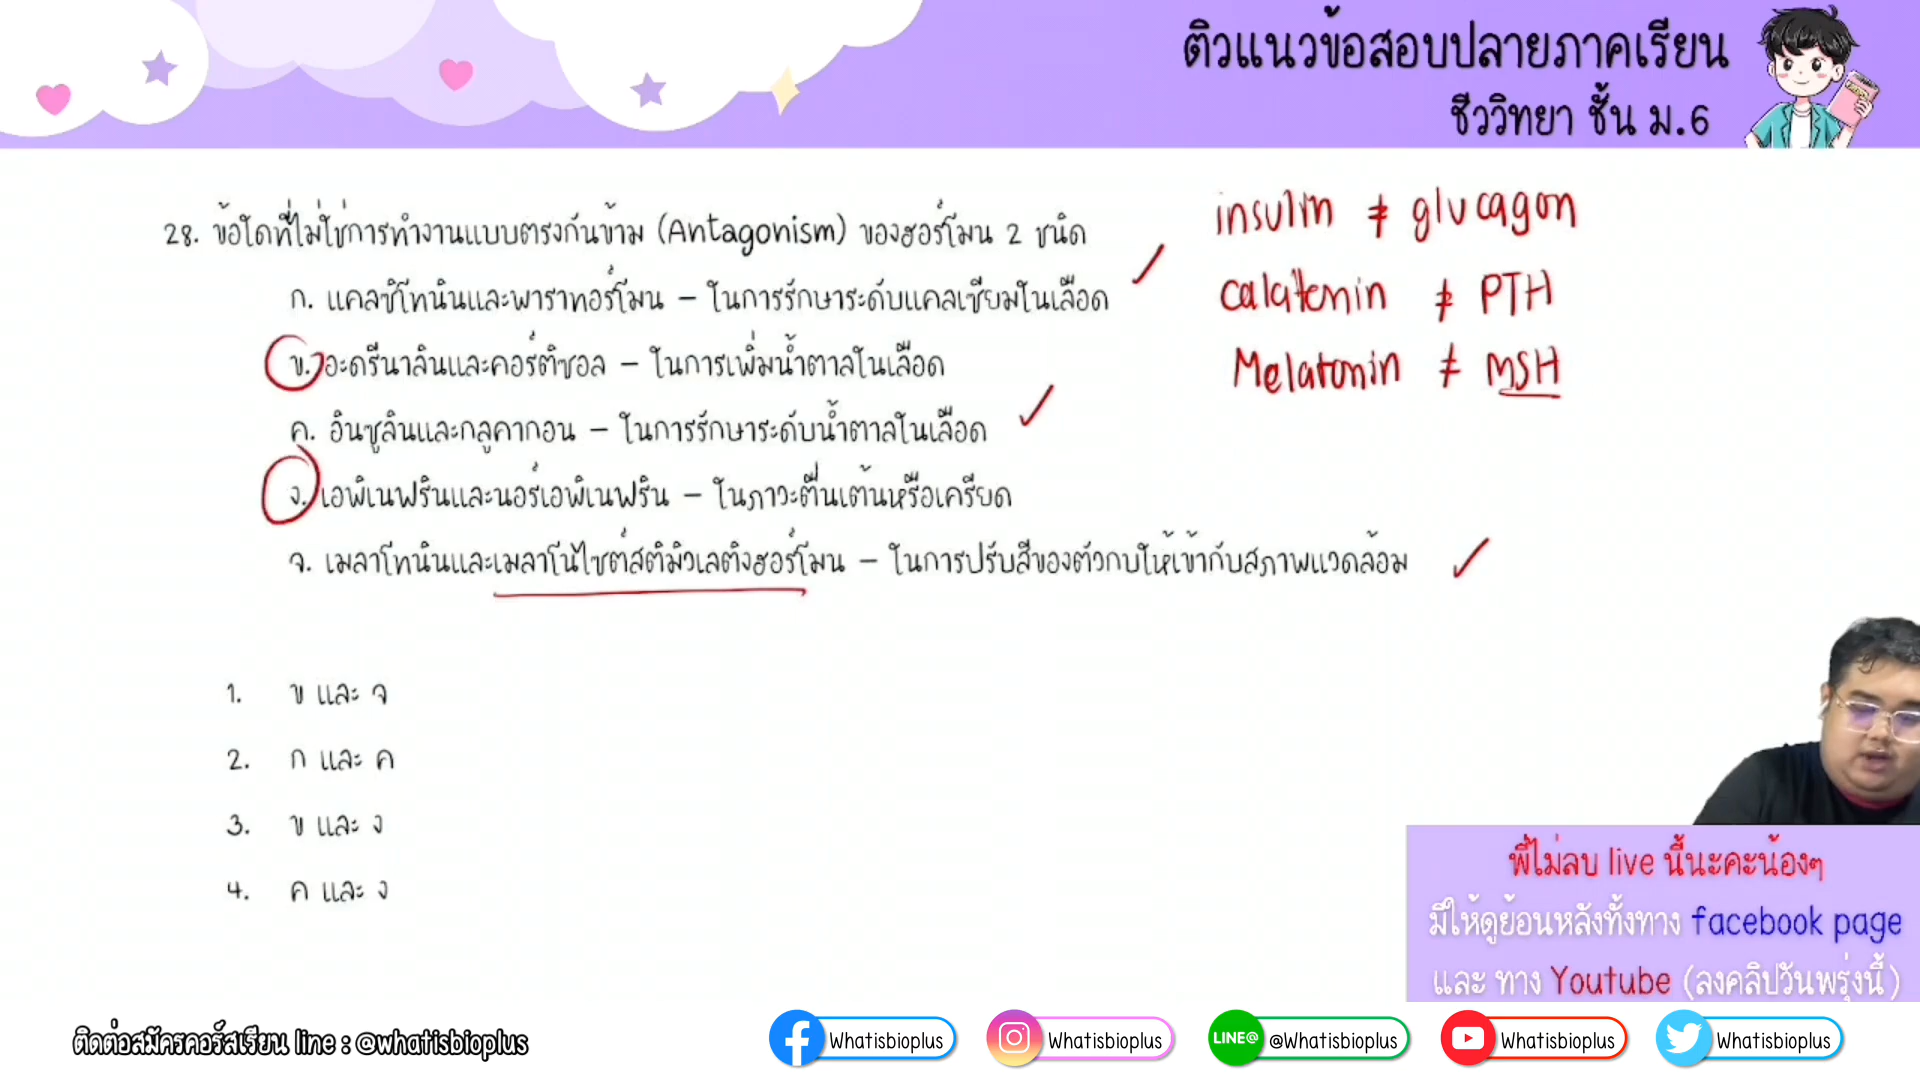 ติวแนวข้อสอบปลายภาคเรียน
ชีววิทยา ชั้น ม.6
28. ข้อใดที่ไม่ใช่การทำงานแบบตรงกันข้าม (Antagonism) ของฮอร์โมน 2 ชนิด
ก. แคลซิโทนินและพาราทอร์โมน – ในการรักษาระดับแคลเซียมในเลือด ✓
ข. อะดรีนาลินและคอร์ติซอล – ในการเพิ่มน้ำตาลในเลือด
ค. อินซูลินและกลูคากอน – ในการรักษาระดับน้ำตาลในเลือด ✓
ง. เอพิเนฟรินและนอร์เอพิเนฟริน – ในภาวะตื่นเต้นหรือเครียด
จ. เมลาโทนินและเมลาโนไซต์สติมิวเลติงฮอร์โมน – ในการปรับสีของตัวกบให้เข้ากับสภาพแวดล้อม ✓
insulin ≠ glucagon
≠ PTH
Melatonin ≠ MSH
1. ข และ จ
2. ก และ ค
3. ข และ ง
4. ค และ ง
พี่ไม่ลบ live นี้นะคะน้องๆ
มีให้ดูย้อนหลังทั้งทาง facebook page
และ ทาง Youtube (ลงคลิปวันพรุ่งนี้)
ติดต่อสมัครคอร์สเรียน line : @whatisbioplus
Whatisbioplus
Whatisbioplus
LINE@ @Whatisbioplus
Whatisbioplus
Whatisbioplus